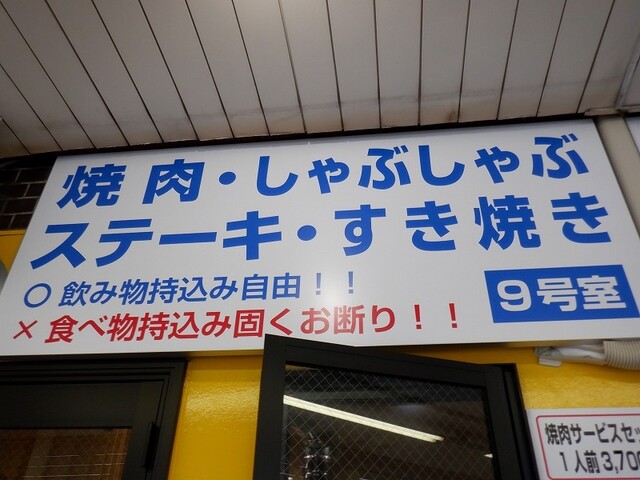 焼肉・しゃぶしゃぶ
ステーキ・すき焼き
○ 飲み物持込み自由！！
× 食べ物持込み固くお断り！！
9号室
焼肉サービスセ
1人前3,70